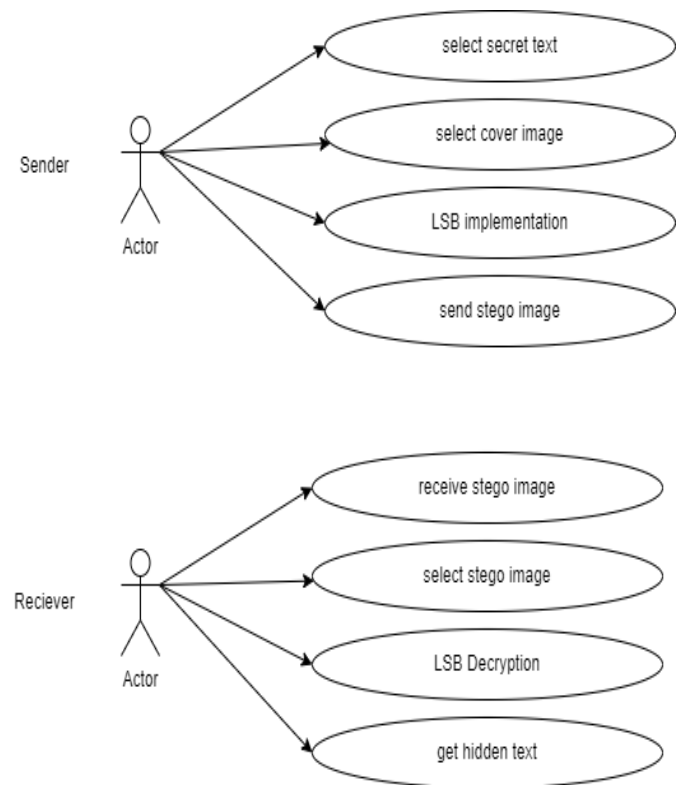 select secret text
select cover image
Sender
LSB implementation
Actor
send stego image
receive stego image
select stego image
Reciever
LSB Decryption
Actor
get hidden text